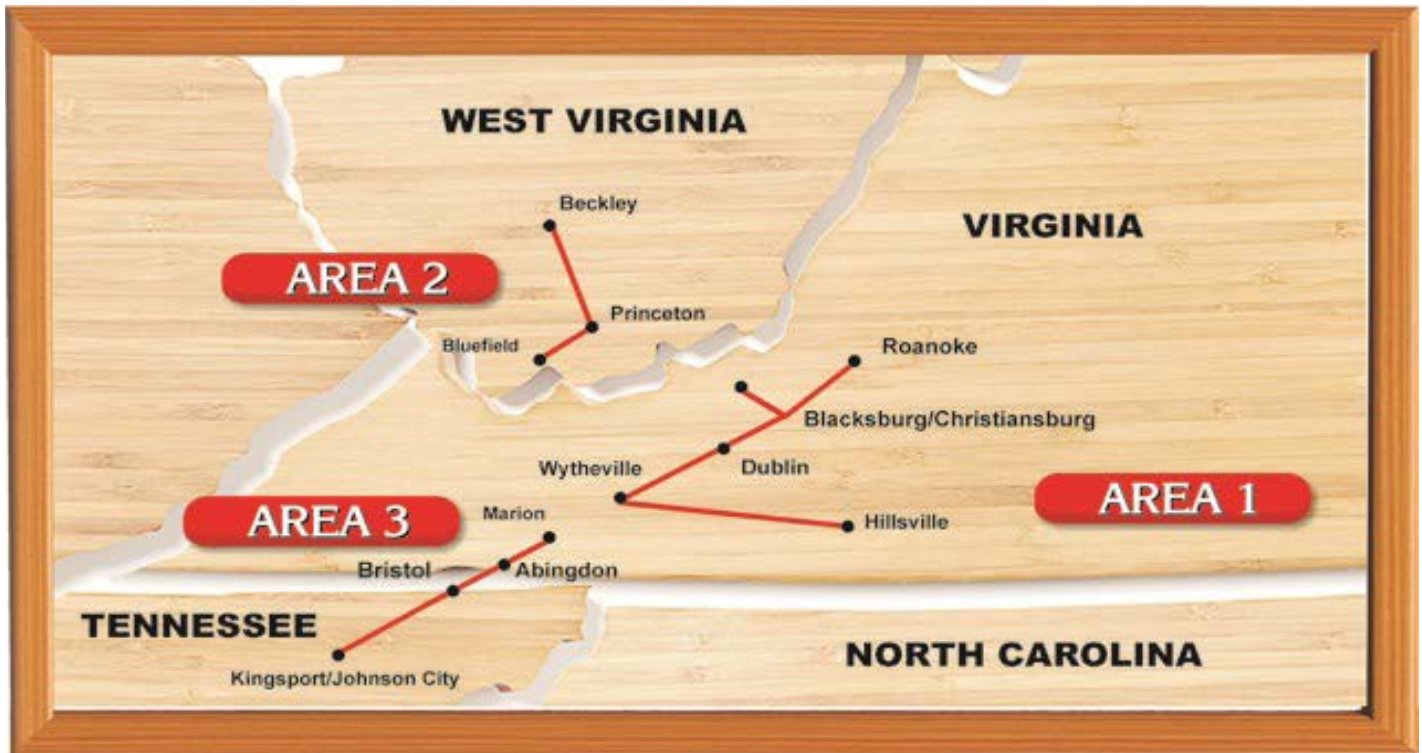 WEST VIRGINIA
Beckley
VIRGINIA
AREA 2
Princeton
Bluefield
Roanoke
Blacksburg/Christiansburg
Wytheville
Dublin
AREA 1
AREA 3
Marion
Hillsville
Bristol
Abingdon
TENNESSEE
NORTH CAROLINA
Kingsport/Johnson City